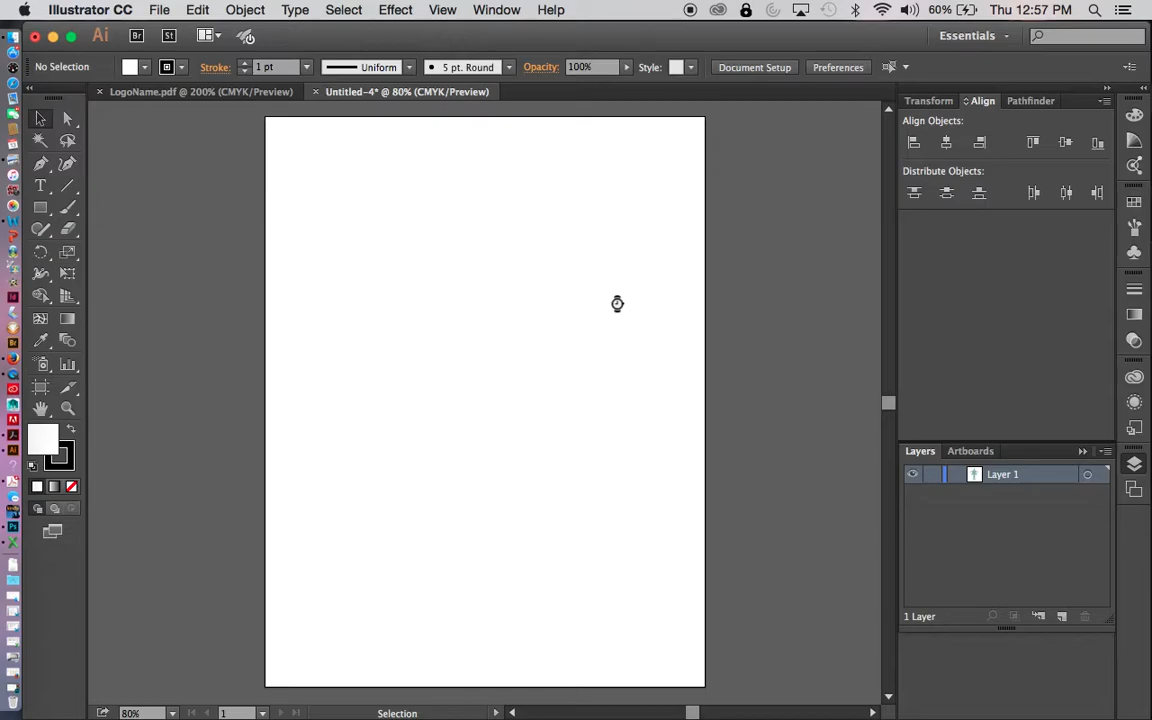 Illustrator CC File Edit Object Type Select Effect View Window Help 60% Thu 12:57 PM
Ai Br St Essentials
No Selection Stroke: 1 pt Uniform 5 pt. Round Opacity: 100% Style: Document Setup Preferences
LogoName.pdf @ 200% (CMYK/Preview) Untitled-4* @ 80% (CMYK/Preview)
Transform Align Pathfinder
Align Objects:
Distribute Objects:
Layers Artboards
Layer 1
1 Layer
80% 1 Selection